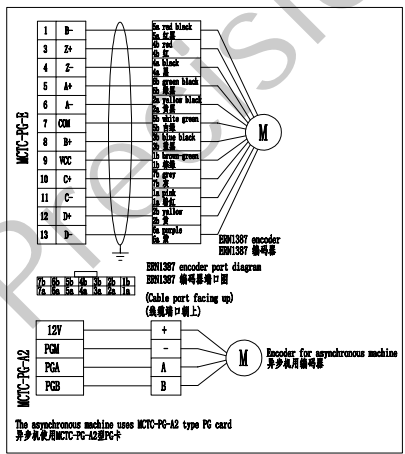 MCTC-PG-E
1 B- 5a red black
5a 红黑
3 Z+ 4b red
4b 红
4 Z- 4a black
4a 黑
5 A+ 6b green black
6b 绿黑
6 A- 2a yellow black
2a 黄黑
7 COM 5b white green
5b 白绿
8 B+ 3b blue black
3b 蓝黑
9 VCC 1b brown-green
1b 棕绿
10 C+ 7b grey
7b 灰
11 C- 1a pink
1a 粉红
12 D+ 2b yellow
2b 黄
13 D- 6a purple
6a 紫
M
ERN1387 encoder
ERN1387 编码器
ERN1387 encoder port diagram
ERN1387 编码器端口图
7b 6b 5b 4b 3b 2b 1b
7a 6a 5a 4a 3a 2a 1a
(Cable port facing up)
(线缆端口朝上)
MCTC-PG-A2
12V +
PGM -
PGA A
PGB B
M
Encoder for asynchronous machine
异步机用编码器
The asynchronous machine uses MCTC-PG-A2 type PG card
异步机使用MCTC-PG-A2型PG卡
Precision